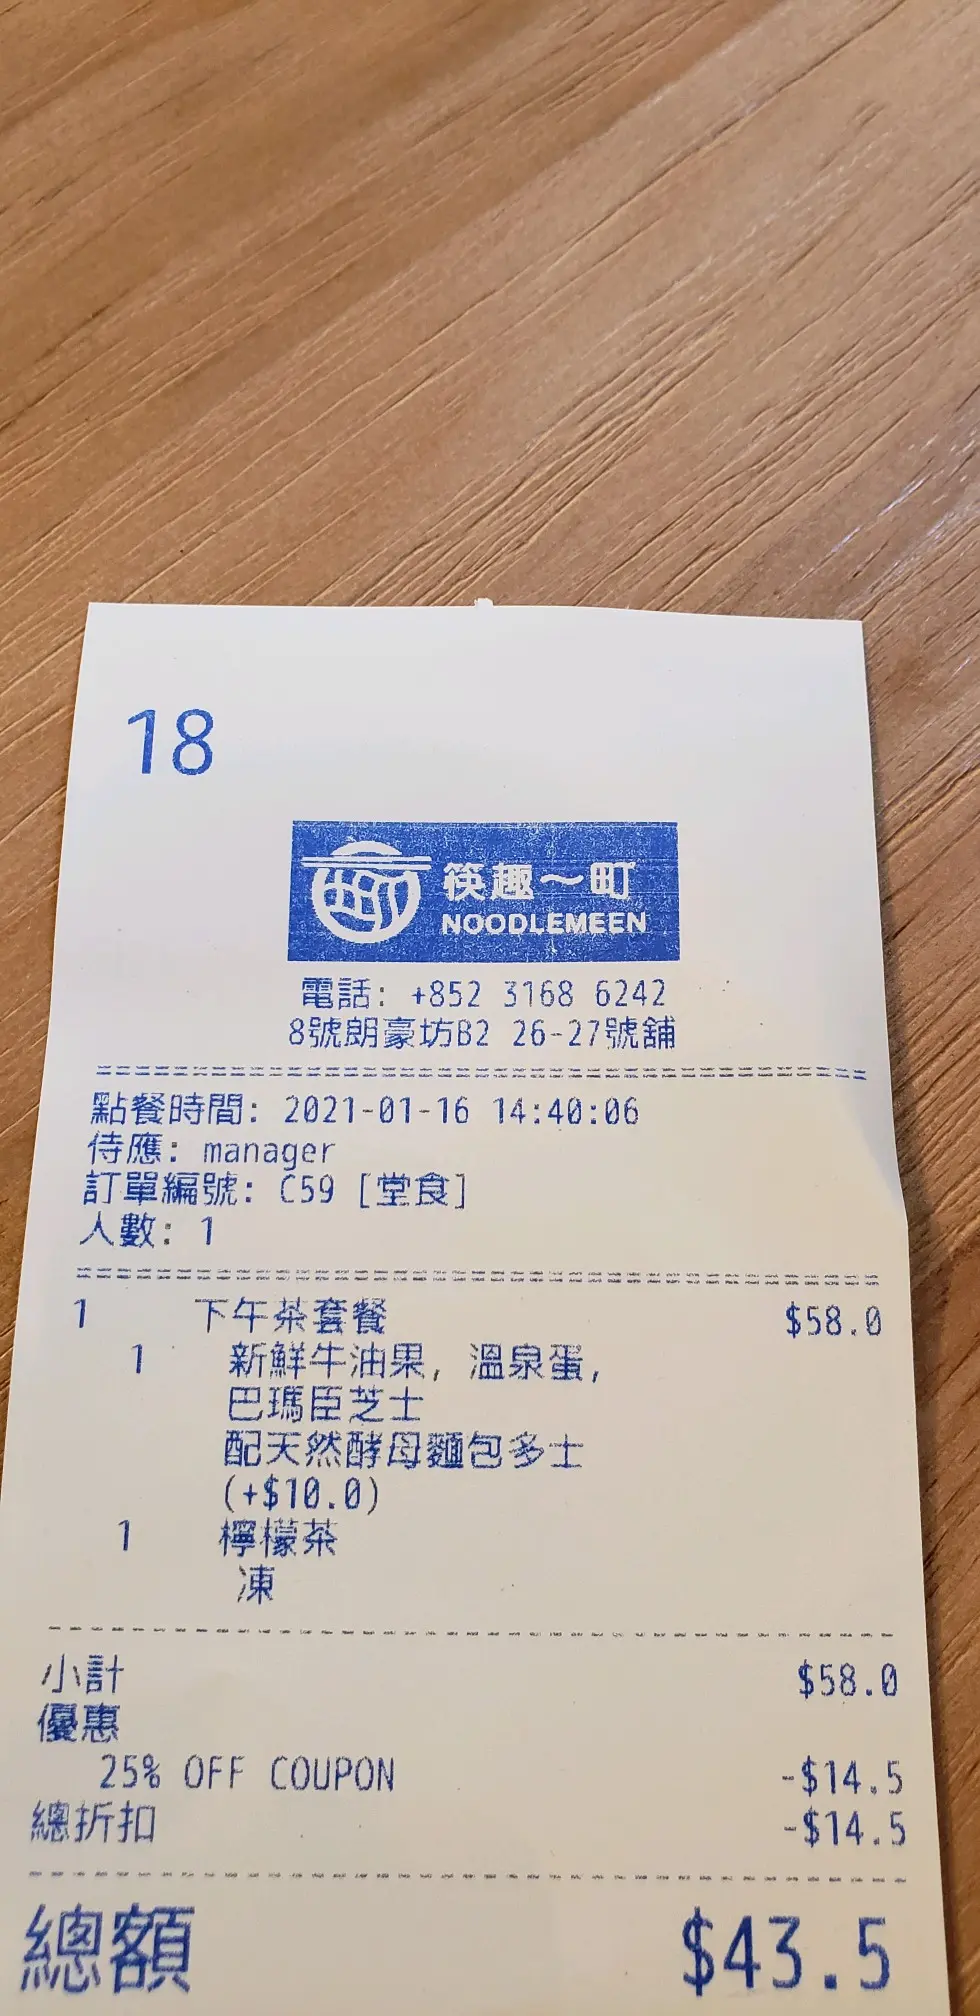 18
筷趣~町
NOODLEMEEN
電話: +852 3168 6242
8號朗豪坊B2 26-27號舖
點餐時間: 2021-01-16 14:40:06
侍應: manager
訂單編號: C59 [堂食]
人數: 1
1 下午茶套餐 $58.0
1 新鮮牛油果, 溫泉蛋,
巴瑪臣芝士
配天然酵母麵包多士
(+$10.0)
1 檸檬茶
凍
小計 $58.0
優惠
25% OFF COUPON -$14.5
總折扣 -$14.5
總額 $43.5